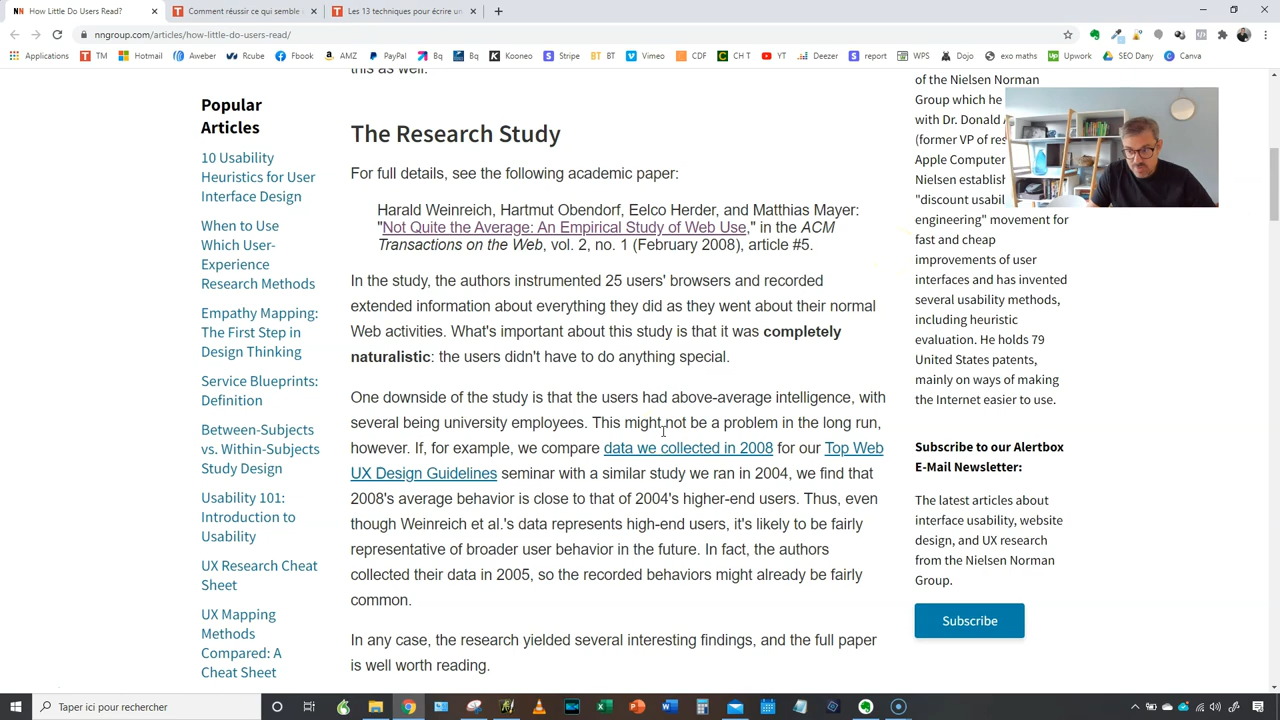 How Little Do Users Read?
Comment réussir ce qui semble
Les 13 techniques pour écrire un
nngroup.com/articles/how-little-do-users-read/
Applications TM Hotmail Aweber Rcube Fbook AMZ PayPal Bq Bq Kooneo Stripe BT BT Vimeo CDF CH T YT Deezer report WPS Dojo exo maths Upwork SEO Dany Canva
this as well.
Popular
Articles
10 Usability
Heuristics for User
Interface Design
When to Use
Which User-
Experience
Research Methods
Empathy Mapping:
The First Step in
Design Thinking
Service Blueprints:
Definition
Between-Subjects
vs. Within-Subjects
Study Design
Usability 101:
Introduction to
Usability
UX Research Cheat
Sheet
UX Mapping
Methods
Compared: A
Cheat Sheet
The Research Study
For full details, see the following academic paper:
Harald Weinreich, Hartmut Obendorf, Eelco Herder, and Matthias Mayer:
"Not Quite the Average: An Empirical Study of Web Use," in the ACM
Transactions on the Web, vol. 2, no. 1 (February 2008), article #5.
In the study, the authors instrumented 25 users' browsers and recorded
extended information about everything they did as they went about their normal
Web activities. What's important about this study is that it was completely
naturalistic: the users didn't have to do anything special.
One downside of the study is that the users had above-average intelligence, with
several being university employees. This might not be a problem in the long run,
however. If, for example, we compare data we collected in 2008 for our Top Web
UX Design Guidelines seminar with a similar study we ran in 2004, we find that
2008's average behavior is close to that of 2004's higher-end users. Thus, even
though Weinreich et al.'s data represents high-end users, it's likely to be fairly
representative of broader user behavior in the future. In fact, the authors
collected their data in 2005, so the recorded behaviors might already be fairly
common.
In any case, the research yielded several interesting findings, and the full paper
is well worth reading.
of the Nielsen Norman
Group which he
with Dr. Donald
(former VP of
Apple Computer
Nielsen
"discount
engineering" movement for
fast and cheap
improvements of user
interfaces and has invented
several usability methods,
including heuristic
evaluation. He holds 79
United States patents,
mainly on ways of making
the Internet easier to use.
Subscribe to our Alertbox
E-Mail Newsletter:
The latest articles about
interface usability, website
design, and UX research
from the Nielsen Norman
Group.
Subscribe
Taper ici pour rechercher